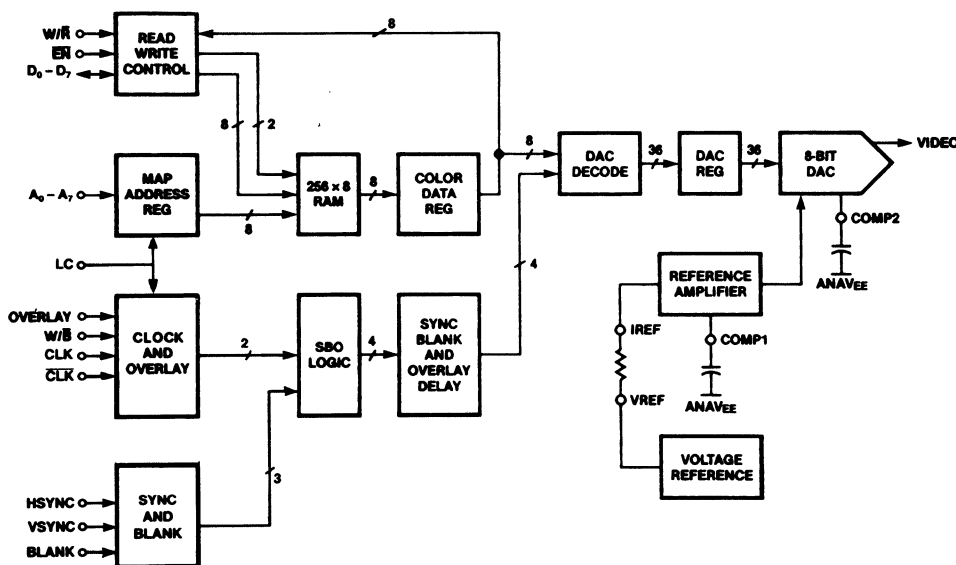 8
W/R̅
E̅N̅
D₀ – D₇
READ
WRITE
CONTROL
8
2
8
36
36
VIDEO
A₀ – A₇
MAP
ADDRESS
REG
8
256 × 8
RAM
8
COLOR
DATA
REG
DAC
DECODE
DAC
REG
8-BIT
DAC
COMP2
ANAVEE
LC
4
REFERENCE
AMPLIFIER
IREF
COMP1
ANAVEE
VREF
VOLTAGE
REFERENCE
OVERLAY
W/B̅
CLK
C̅L̅K̅
CLOCK
AND
OVERLAY
2
SBO
LOGIC
4
SYNC
BLANK
AND
OVERLAY
DELAY
3
HSYNC
VSYNC
BLANK
SYNC
AND
BLANK